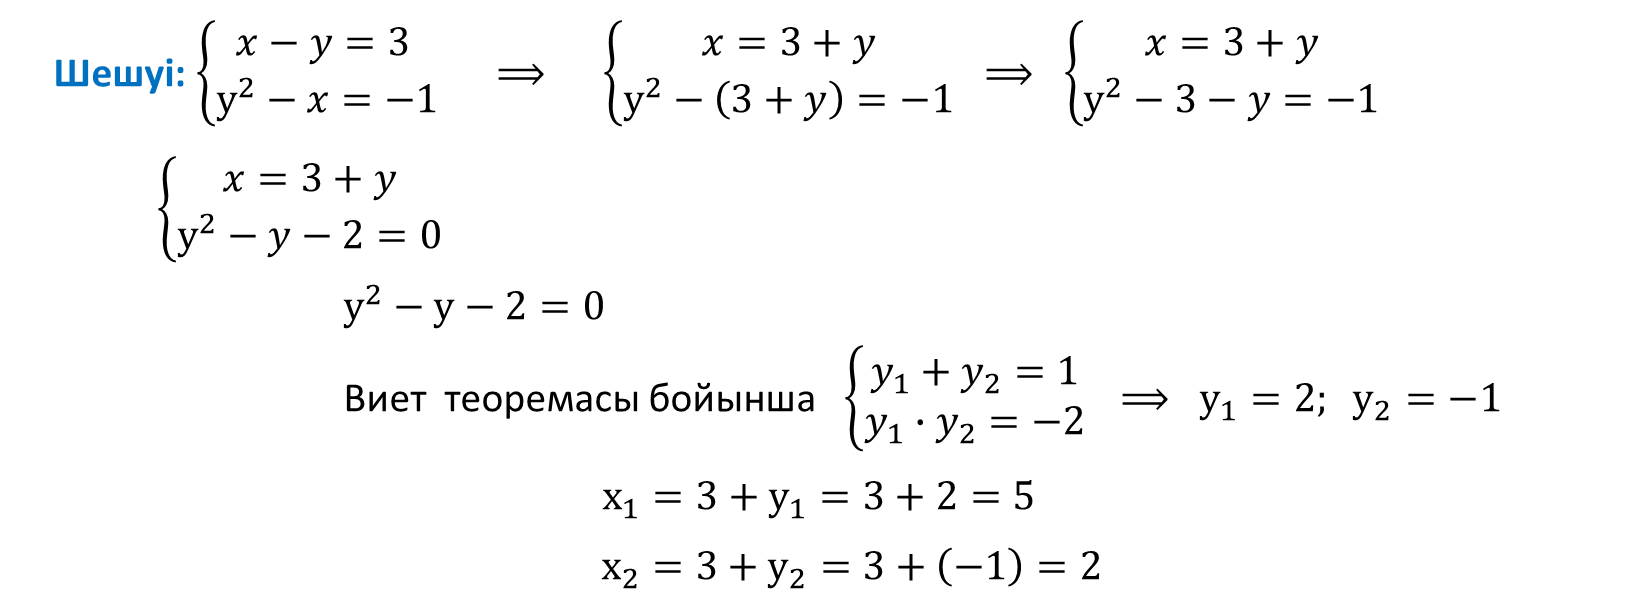 Шешуі: { x − y = 3 ; y² − x = −1 ⟹ { x = 3 + y ; y² − (3 + y) = −1 ⟹ { x = 3 + y ; y² − 3 − y = −1
{ x = 3 + y ; y² − y − 2 = 0
y² − y − 2 = 0
Виет теоремасы бойынша { y₁ + y₂ = 1 ; y₁ · y₂ = −2 ⟹ y₁ = 2; y₂ = −1
x₁ = 3 + y₁ = 3 + 2 = 5
x₂ = 3 + y₂ = 3 + (−1) = 2